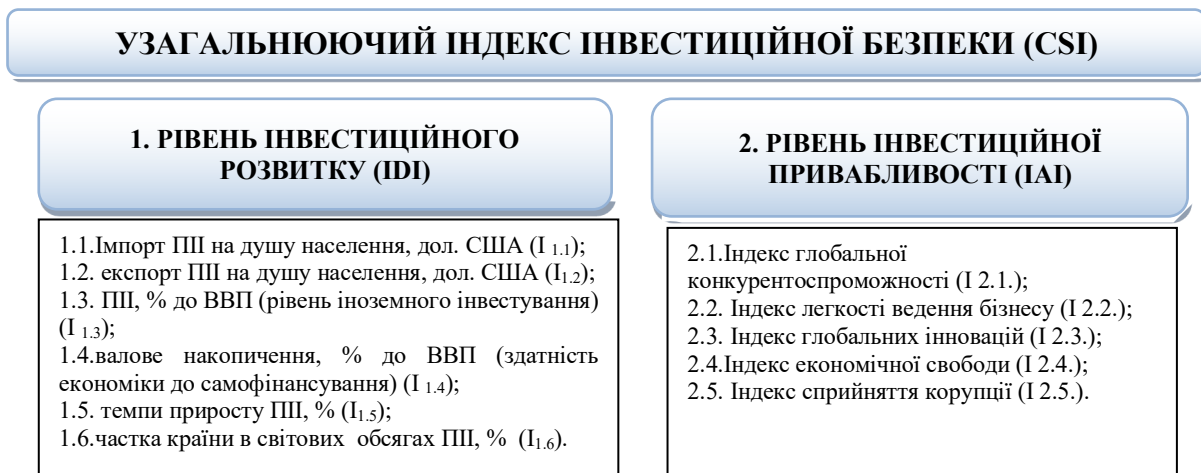 УЗАГАЛЬНЮЮЧИЙ ІНДЕКС ІНВЕСТИЦІЙНОЇ БЕЗПЕКИ (CSI)
1. РІВЕНЬ ІНВЕСТИЦІЙНОГО
РОЗВИТКУ (IDI)
1.1.Імпорт ПІІ на душу населення, дол. США (І 1.1);
1.2. експорт ПІІ на душу населення, дол. США (І1.2);
1.3. ПІІ, % до ВВП (рівень іноземного інвестування)
(І 1.3);
1.4.валове накопичення, % до ВВП (здатність
економіки до самофінансування) (І 1.4);
1.5. темпи приросту ПІІ, % (І1.5);
1.6.частка країни в світових обсягах ПІІ, % (І1.6).
2. РІВЕНЬ ІНВЕСТИЦІЙНОЇ
ПРИВАБЛИВОСТІ (IAI)
2.1.Індекс глобальної
конкурентоспроможності (І 2.1.);
2.2. Індекс легкості ведення бізнесу (І 2.2.);
2.3. Індекс глобальних інновацій (І 2.3.);
2.4.Індекс економічної свободи (І 2.4.);
2.5. Індекс сприйняття корупції (І 2.5.).